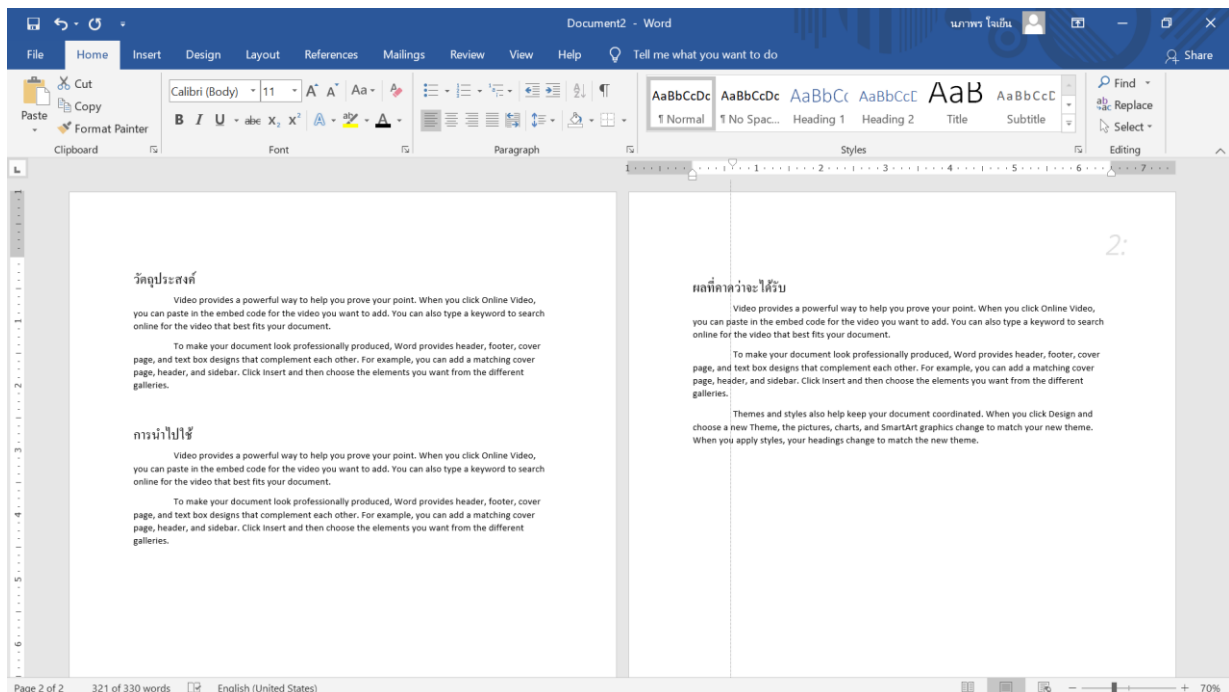 Document2 - Word
นภาพร ใจเย็น
File Home Insert Design Layout References Mailings Review View Help Tell me what you want to do Share
Paste
Cut
Copy
Format Painter
Clipboard
Calibri (Body) 11
Font
Paragraph
AaBbCcDc AaBbCcDc AaBbC( AaBbCcE AaB AaBbCcD
¶ Normal ¶ No Spac... Heading 1 Heading 2 Title Subtitle
Styles
Find
Replace
Select
Editing
วัตถุประสงค์
Video provides a powerful way to help you prove your point. When you click Online Video,
you can paste in the embed code for the video you want to add. You can also type a keyword to search
online for the video that best fits your document.
To make your document look professionally produced, Word provides header, footer, cover
page, and text box designs that complement each other. For example, you can add a matching cover
page, header, and sidebar. Click Insert and then choose the elements you want from the different
galleries.
การนำไปใช้
Video provides a powerful way to help you prove your point. When you click Online Video,
you can paste in the embed code for the video you want to add. You can also type a keyword to search
online for the video that best fits your document.
To make your document look professionally produced, Word provides header, footer, cover
page, and text box designs that complement each other. For example, you can add a matching cover
page, header, and sidebar. Click Insert and then choose the elements you want from the different
galleries.
2:
ผลที่คาดว่าจะได้รับ
Video provides a powerful way to help you prove your point. When you click Online Video,
you can paste in the embed code for the video you want to add. You can also type a keyword to search
online for the video that best fits your document.
To make your document look professionally produced, Word provides header, footer, cover
page, and text box designs that complement each other. For example, you can add a matching cover
page, header, and sidebar. Click Insert and then choose the elements you want from the different
galleries.
Themes and styles also help keep your document coordinated. When you click Design and
choose a new Theme, the pictures, charts, and SmartArt graphics change to match your new theme.
When you apply styles, your headings change to match the new theme.
Page 2 of 2 321 of 330 words English (United States) 70%